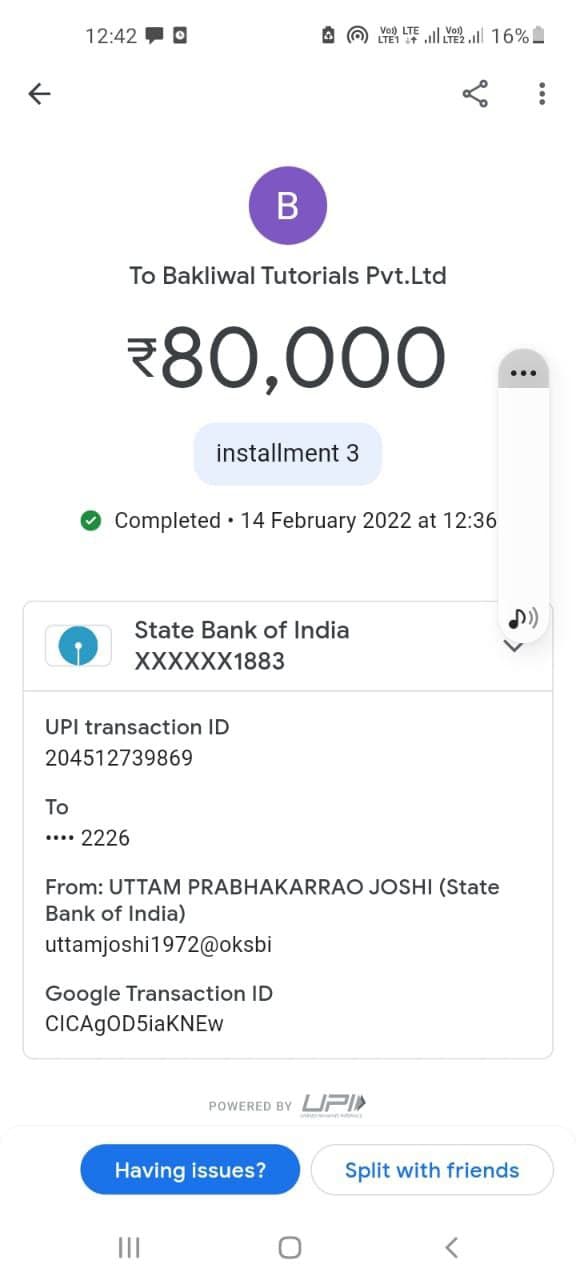 12:42
Vo)) LTE
LTE1
Vo))
LTE2
16%
B
To Bakliwal Tutorials Pvt.Ltd
₹80,000
installment 3
Completed • 14 February 2022 at 12:36
State Bank of India
XXXXXX1883
UPI transaction ID
204512739869
To
•••• 2226
From: UTTAM PRABHAKARRAO JOSHI (State
Bank of India)
uttamjoshi1972@oksbi
Google Transaction ID
CICAgOD5iaKNEw
POWERED BY UPI
UNIFIED PAYMENTS INTERFACE
Having issues?
Split with friends